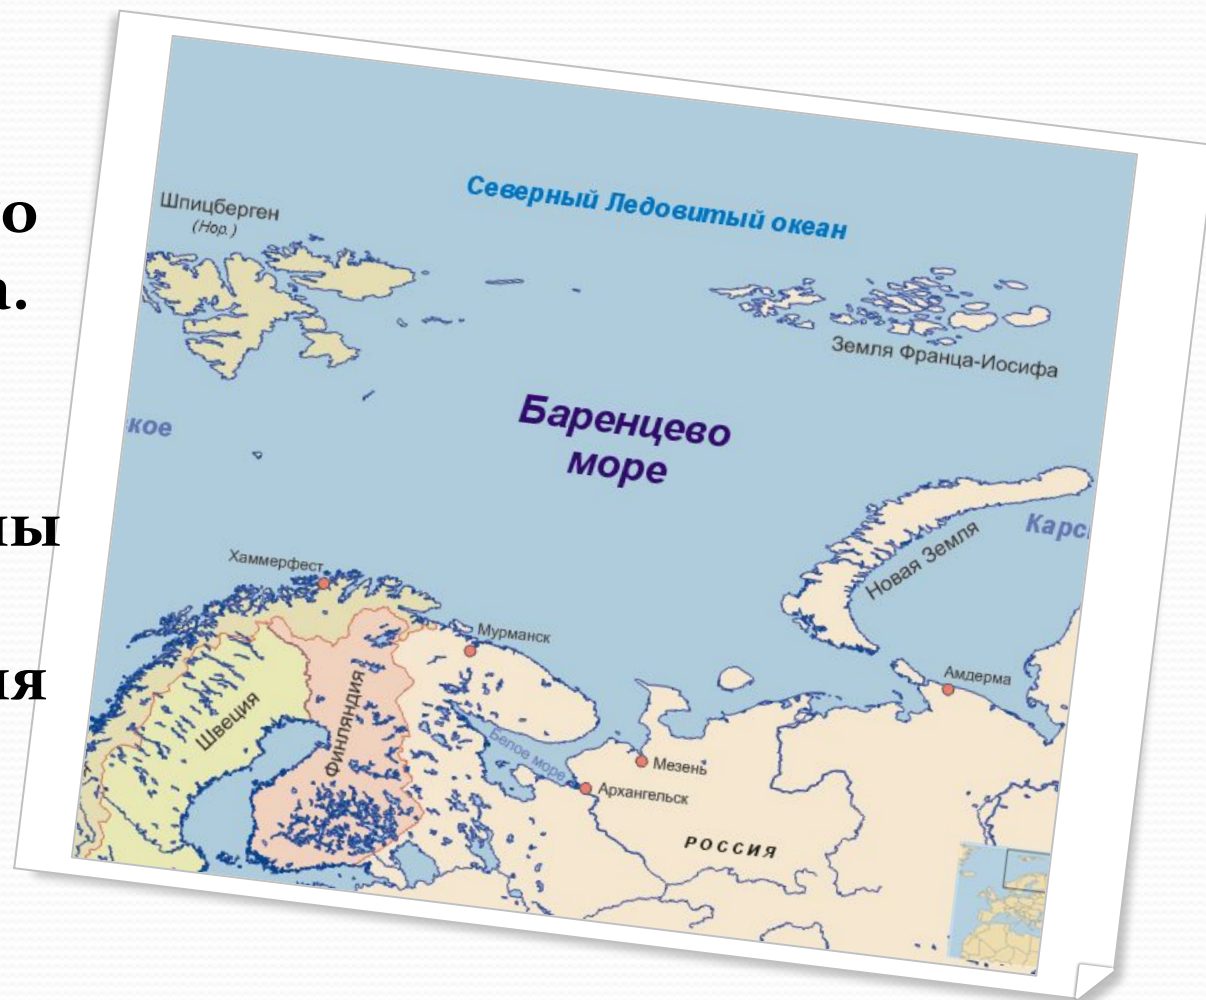 о
а.
ны
ия
Северный Ледовитый океан
Шпицберген
(Нор.)
Земля Франца-Иосифа
Баренцево
море
кое
Карс
Новая Земля
Хаммерфест
Мурманск
Амдерма
Швеция
Финляндия
Белое море
Мезень
Архангельск
РОССИЯ